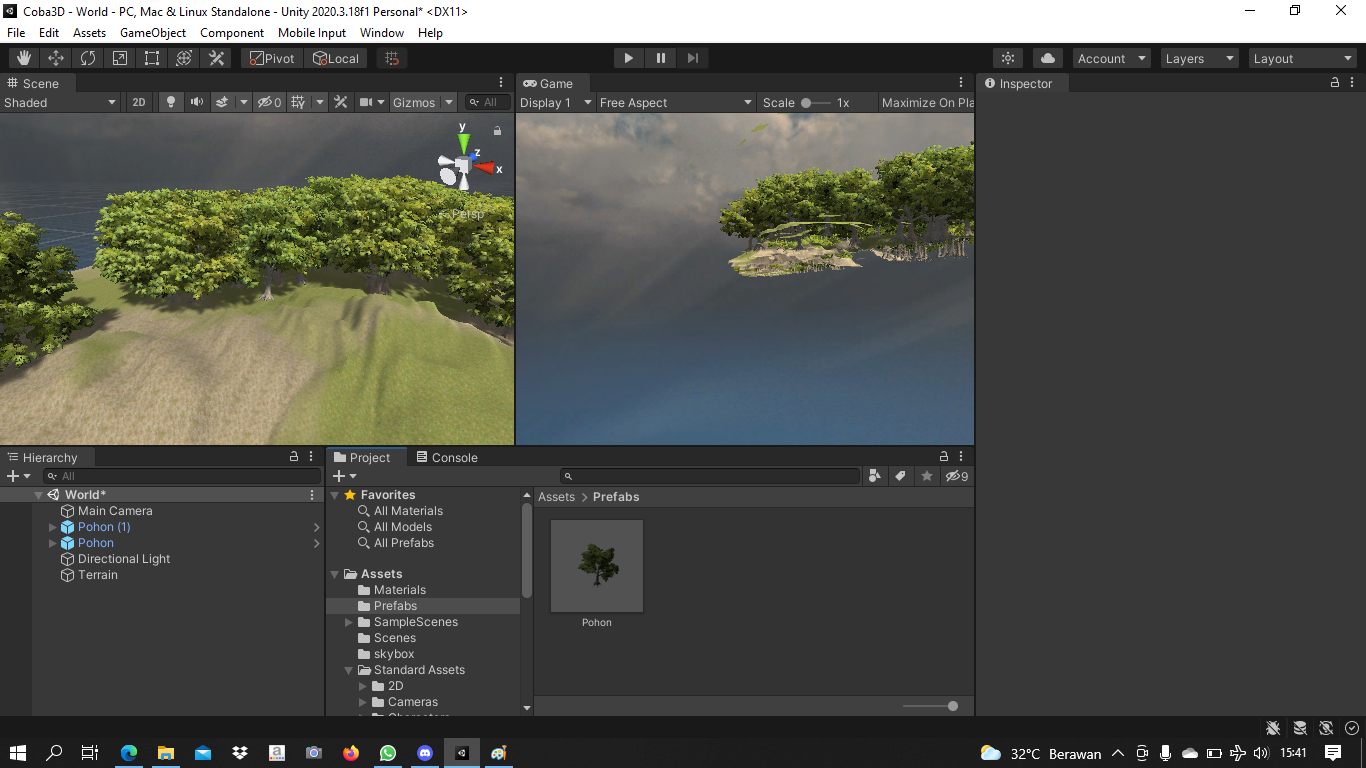 Coba3D - World - PC, Mac & Linux Standalone - Unity 2020.3.18f1 Personal* <DX11>
File Edit Assets GameObject Component Mobile Input Window Help
Pivot Local Account Layers Layout
Scene
Shaded 2D 0 Gizmos All
y
z
x
Persp
Game
Display 1 Free Aspect Scale 1x Maximize On Pla
Inspector
Hierarchy
All
World*
Main Camera
Pohon (1)
Pohon
Directional Light
Terrain
Project Console
9
Favorites
All Materials
All Models
All Prefabs
Assets
Materials
Prefabs
SampleScenes
Scenes
skybox
Standard Assets
2D
Cameras
Characters
Assets > Prefabs
Pohon
32°C Berawan 15:41